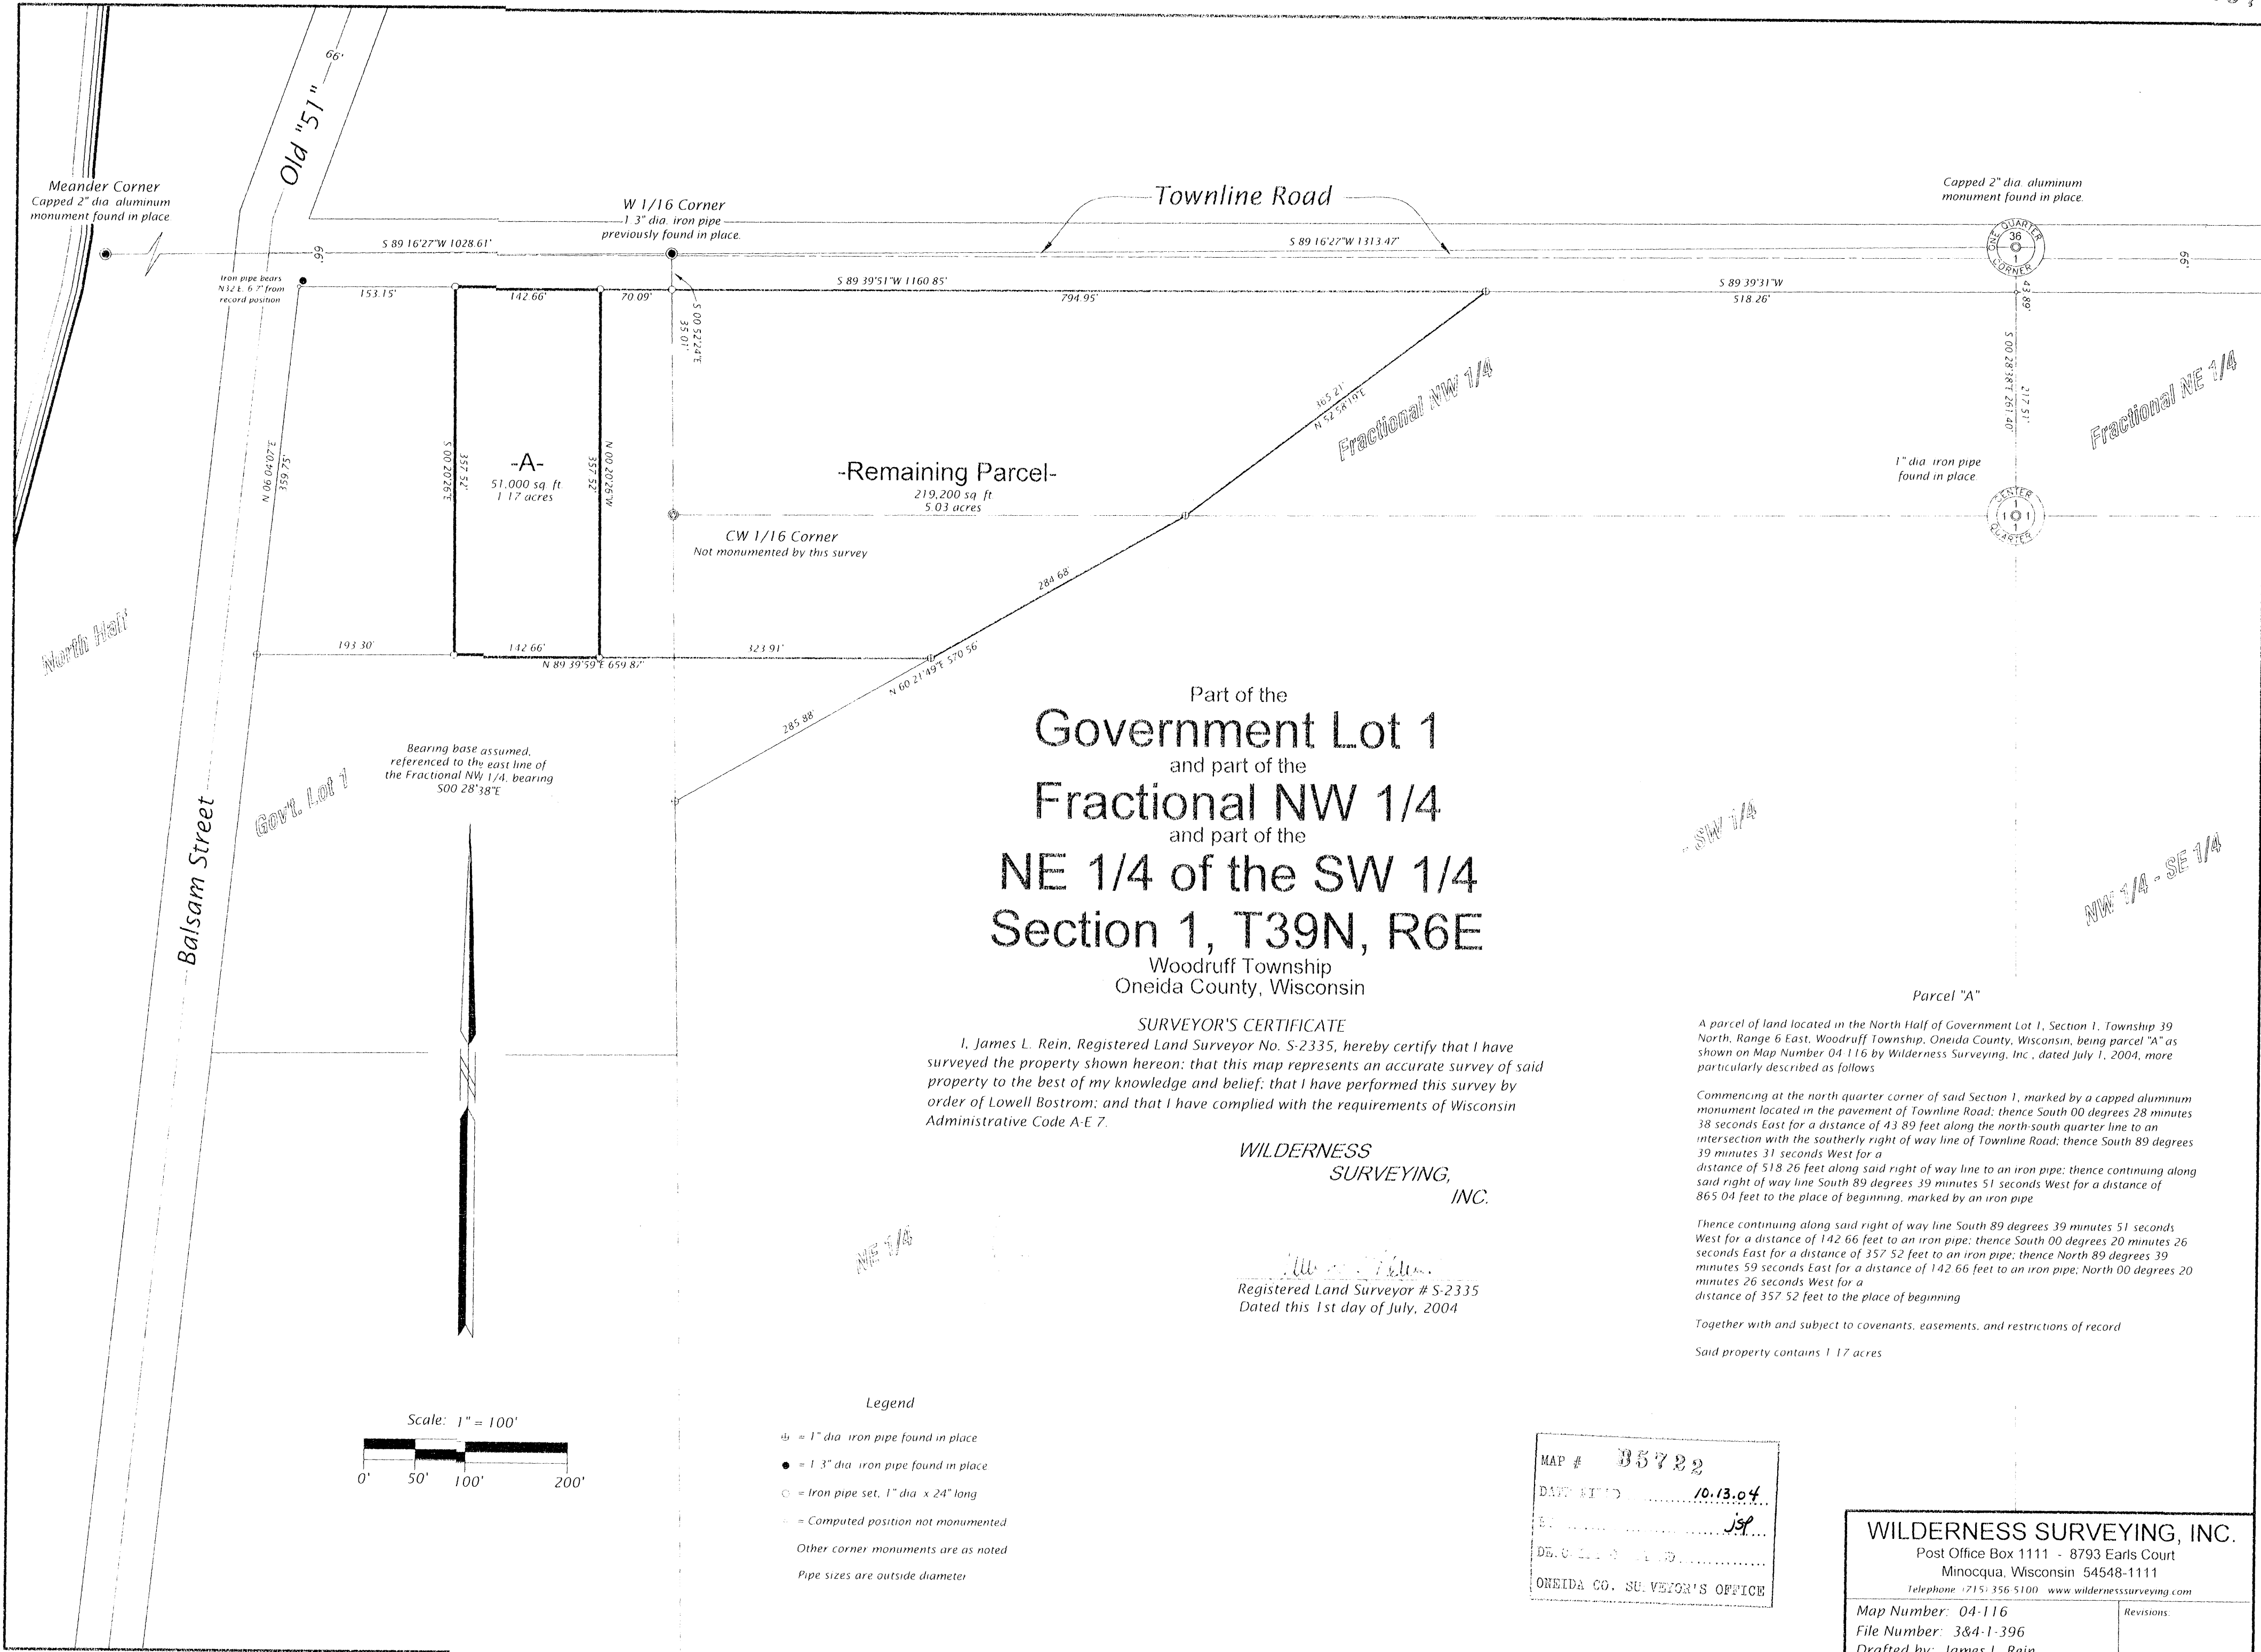 66'
Old "51"
Meander Corner
Capped 2" dia. aluminum
monument found in place
W 1/16 Corner
1.3" dia. iron pipe
previously found in place.
Townline Road
Capped 2" dia. aluminum
monument found in place.
S 89 16'27"W 1028.61'
S 89 16'27"W 1313.47'
ONE QUARTER
36
1
CORNER
66'
66'
Iron pipe bears
N32 E, 6.7' from
record position
153.15'
142.66'
70.09'
S 89 39'51"W 1160.85'
794.95'
S 89 39'31"W
518.26'
43.89'
S 00 52'24"E
35.01'
S 00 28'38"E 261.40'
217.51'
365.21'
N 52 58'19"E
Fractional NW 1/4
Fractional NE 1/4
N 06 04'07"E
359.75'
S 00 20'26"E
357.52'
-A-
51,000 sq. ft.
1.17 acres
N 00 20'26"W
357.52'
-Remaining Parcel-
219,200 sq. ft.
5.03 acres
1" dia. iron pipe
found in place
CENTER
1 1
1 1
QUARTER
CW 1/16 Corner
Not monumented by this survey
284.68'
North Half
193.30'
142.66'
N 89 39'59"E 659.87'
323.91'
N 60 21'49"E 570.56'
285.88'
Bearing base assumed,
referenced to the east line of
the Fractional NW 1/4, bearing
S00 28'38"E
Gov't. Lot 1
Balsam Street
Part of the
Government Lot 1
and part of the
Fractional NW 1/4
and part of the
NE 1/4 of the SW 1/4
Section 1, T39N, R6E
Woodruff Township
Oneida County, Wisconsin
- SW 1/4
NW 1/4 - SE 1/4
NE 1/4
SURVEYOR'S CERTIFICATE
I, James L. Rein, Registered Land Surveyor No. S-2335, hereby certify that I have
surveyed the property shown hereon; that this map represents an accurate survey of said
property to the best of my knowledge and belief; that I have performed this survey by
order of Lowell Bostrom; and that I have complied with the requirements of Wisconsin
Administrative Code A-E 7.
WILDERNESS
SURVEYING,
INC.
Registered Land Surveyor # S-2335
Dated this 1st day of July, 2004
Parcel "A"
A parcel of land located in the North Half of Government Lot 1, Section 1, Township 39
North, Range 6 East, Woodruff Township, Oneida County, Wisconsin, being parcel "A" as
shown on Map Number 04-116 by Wilderness Surveying, Inc., dated July 1, 2004, more
particularly described as follows
Commencing at the north quarter corner of said Section 1, marked by a capped aluminum
monument located in the pavement of Townline Road; thence South 00 degrees 28 minutes
38 seconds East for a distance of 43.89 feet along the north-south quarter line to an
intersection with the southerly right of way line of Townline Road; thence South 89 degrees
39 minutes 31 seconds West for a
distance of 518.26 feet along said right of way line to an iron pipe; thence continuing along
said right of way line South 89 degrees 39 minutes 51 seconds West for a distance of
865.04 feet to the place of beginning, marked by an iron pipe
Thence continuing along said right of way line South 89 degrees 39 minutes 51 seconds
West for a distance of 142.66 feet to an iron pipe; thence South 00 degrees 20 minutes 26
seconds East for a distance of 357.52 feet to an iron pipe; thence North 89 degrees 39
minutes 59 seconds East for a distance of 142.66 feet to an iron pipe; North 00 degrees 20
minutes 26 seconds West for a
distance of 357.52 feet to the place of beginning
Together with and subject to covenants, easements, and restrictions of record
Said property contains 1.17 acres
Scale: 1" = 100'
0' 50' 100' 200'
Legend
= 1" dia. iron pipe found in place
= 1.3" dia. iron pipe found in place
= Iron pipe set, 1" dia. x 24" long
= Computed position not monumented
Other corner monuments are as noted
Pipe sizes are outside diameter
MAP # 85722
10.13.04
jsp
ONEIDA CO. SURVEYOR'S OFFICE
WILDERNESS SURVEYING, INC.
Post Office Box 1111 - 8793 Earls Court
Minocqua, Wisconsin 54548-1111
Telephone (715) 356-5100 www.wildernesssurveying.com
Map Number: 04-116
File Number: 3&4-1-396
Drafted by: James L. Rein
Revisions: